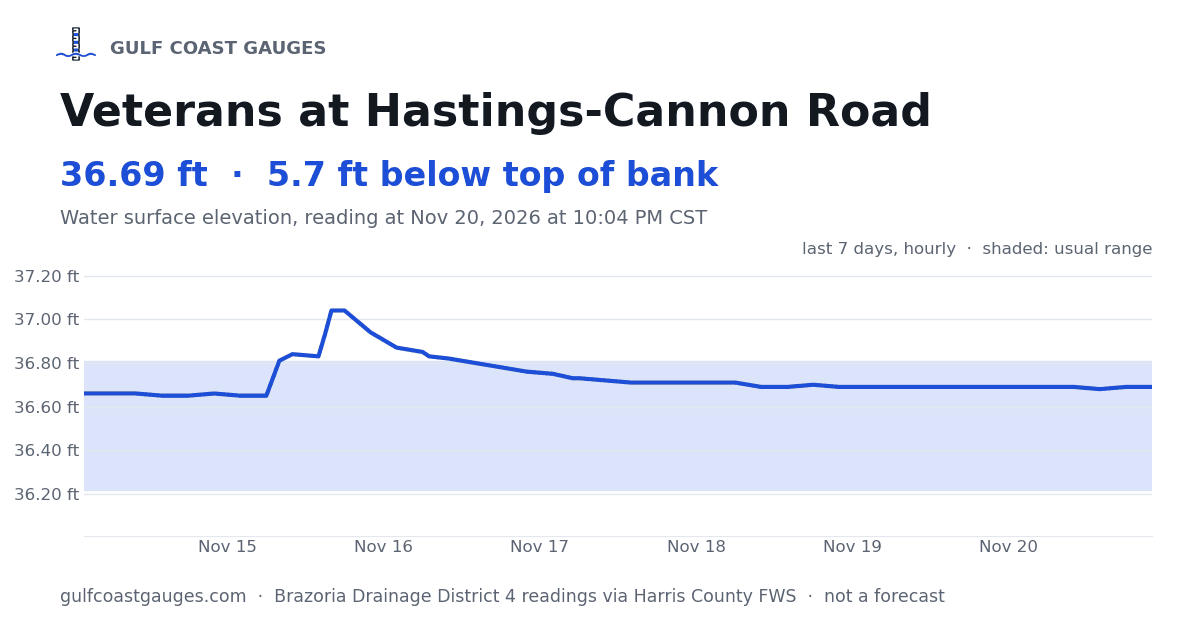 GULF COAST GAUGES
Veterans at Hastings-Cannon Road
36.69 ft · 5.7 ft below top of bank
Water surface elevation, reading at Nov 20, 2026 at 10:04 PM CST
last 7 days, hourly · shaded: usual range
37.20 ft
37.00 ft
36.80 ft
36.60 ft
36.40 ft
36.20 ft
Nov 15 Nov 16 Nov 17 Nov 18 Nov 19 Nov 20
gulfcoastgauges.com · Brazoria Drainage District 4 readings via Harris County FWS · not a forecast